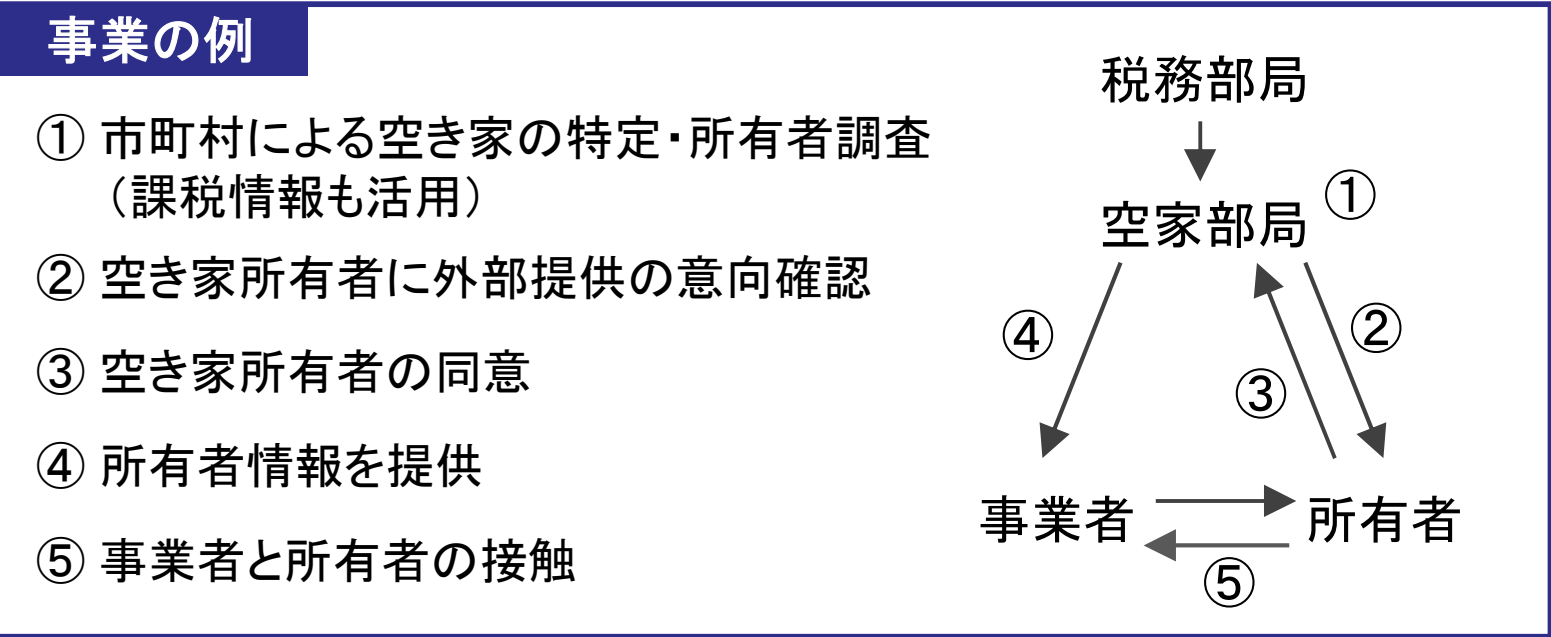 事業の例
① 市町村による空き家の特定・所有者調査
（課税情報も活用）
② 空き家所有者に外部提供の意向確認
③ 空き家所有者の同意
④ 所有者情報を提供
⑤ 事業者と所有者の接触
税務部局
空家部局
①
④
②
③
事業者
所有者
⑤